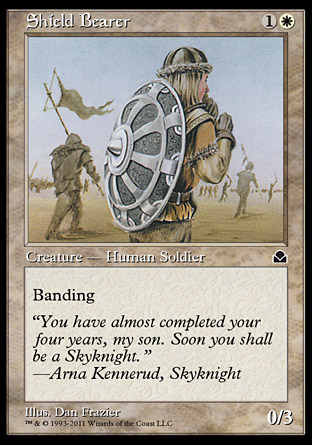 Shield Bearer 1
Creature — Human Soldier
Banding
“You have almost completed your
four years, my son. Soon you shall
be a Skyknight.”
—Arna Kennerud, Skyknight
Illus. Dan Frazier
™ & © 1993-2011 Wizards of the Coast LLC
0/3